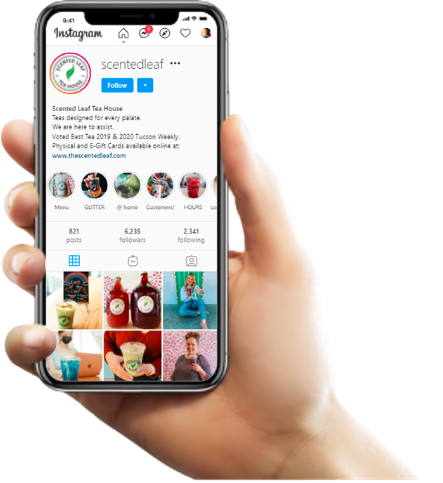 9:41
Instagram
scentedleaf •••
Follow
SCENTED LEAF
TEA HOUSE
Scented Leaf Tea House
Teas designed for every palate.
We are here to assist.
Voted Best Tea 2019 & 2020 Tucson Weekly.
Physical and E-Gift Cards available online at:
www.thescentedleaf.com
Menu GLITTER @ home Customers! HOURS
821 6,235 2,341
posts followers following